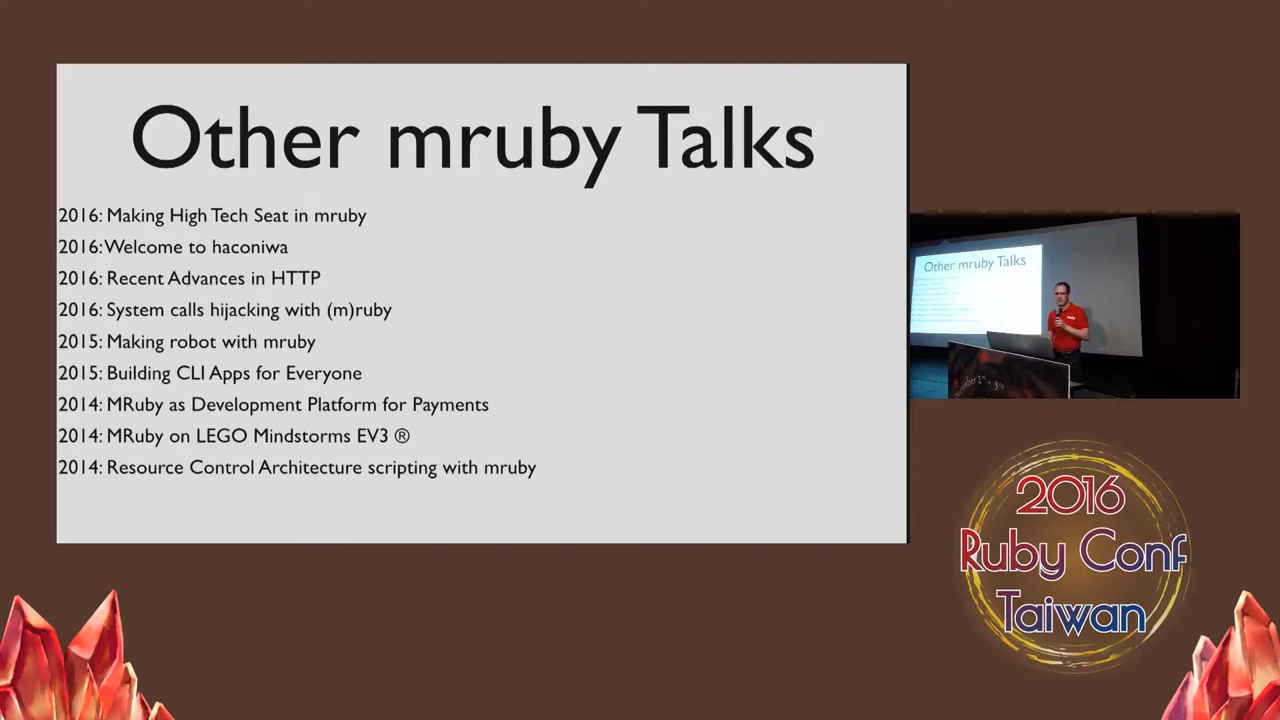 Other mruby Talks
2016: Making High Tech Seat in mruby
2016: Welcome to haconiwa
2016: Recent Advances in HTTP
2016: System calls hijacking with (m)ruby
2015: Making robot with mruby
2015: Building CLI Apps for Everyone
2014: MRuby as Development Platform for Payments
2014: MRuby on LEGO Mindstorms EV3 ®
2014: Resource Control Architecture scripting with mruby
Other mruby Talks
2016
Ruby Conf
Taiwan